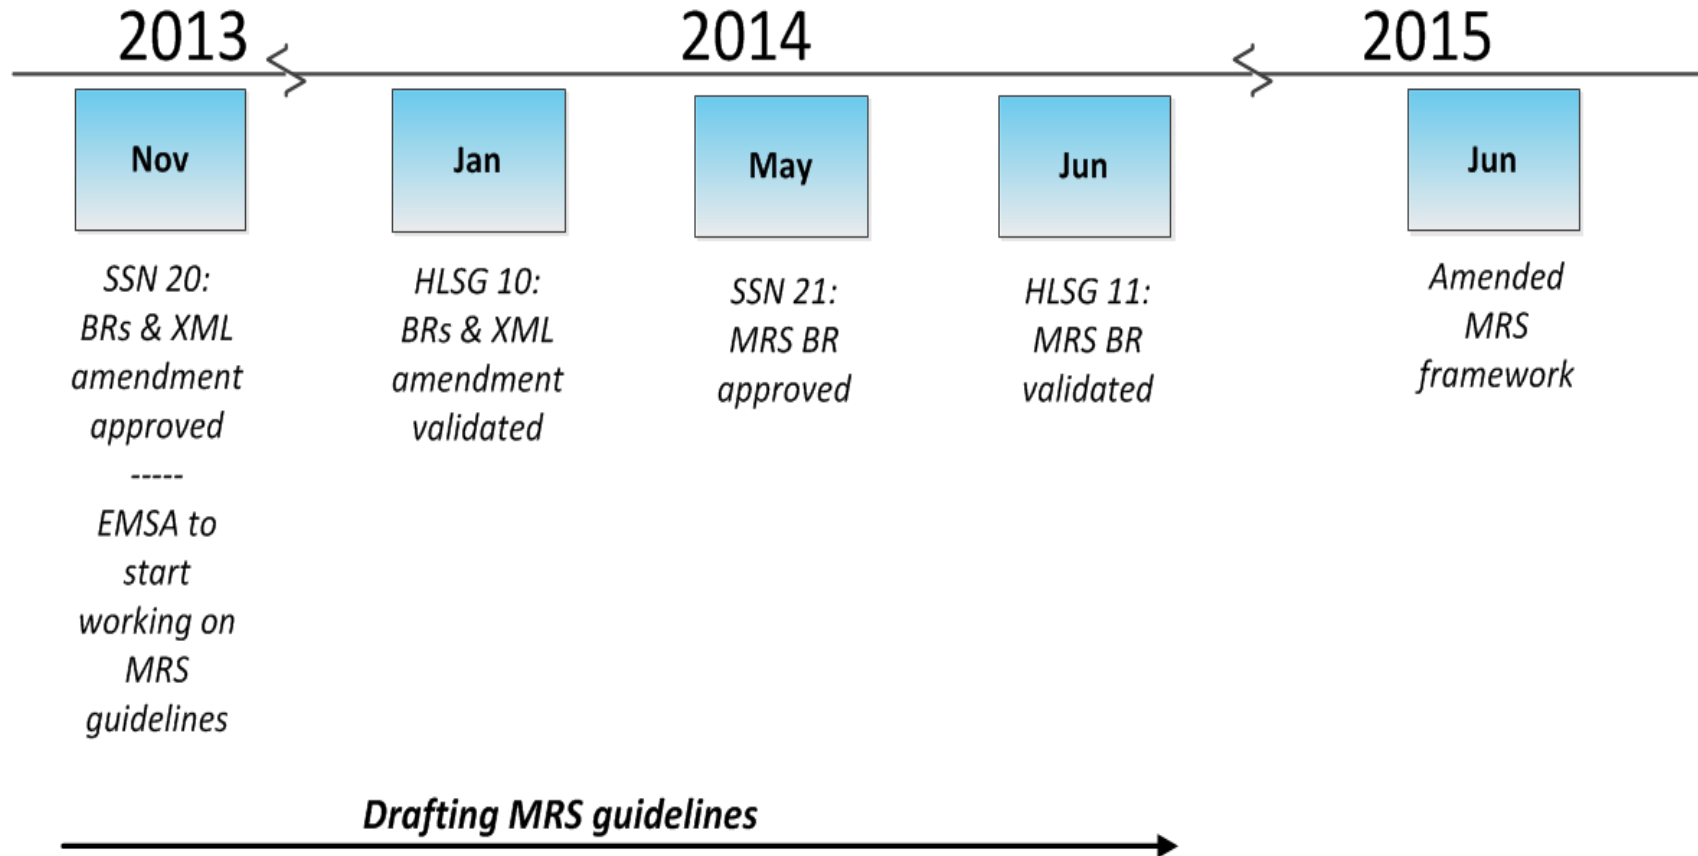 2013
2014
2015
Nov
Jan
May
Jun
Jun
SSN 20:
BRs & XML
amendment
approved
-----
EMSA to
start
working on
MRS
guidelines
HLSG 10:
BRs & XML
amendment
validated
SSN 21:
MRS BR
approved
HLSG 11:
MRS BR
validated
Amended
MRS
framework
Drafting MRS guidelines